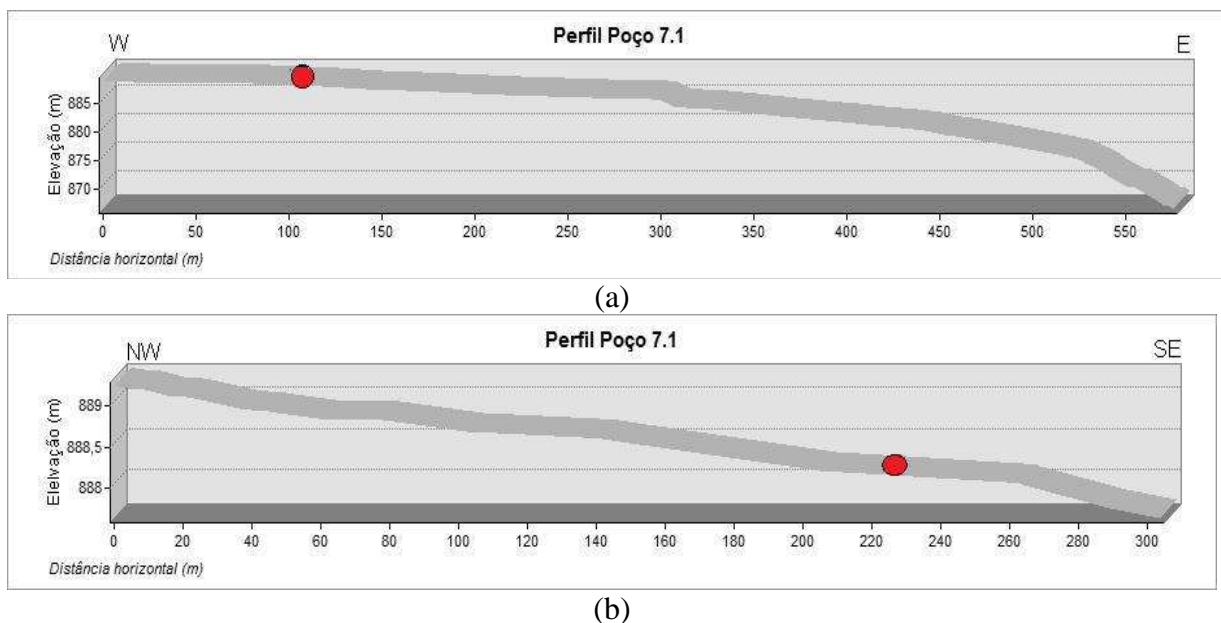 Perfil Poço 7.1
W E
Elevação (m)
885
880
875
870
0 50 100 150 200 250 300 350 400 450 500 550
Distância horizontal (m)
(a)
Perfil Poço 7.1
NW SE
Elelvação (m)
889
888,5
888
0 20 40 60 80 100 120 140 160 180 200 220 240 260 280 300
Distância horizontal (m)
(b)